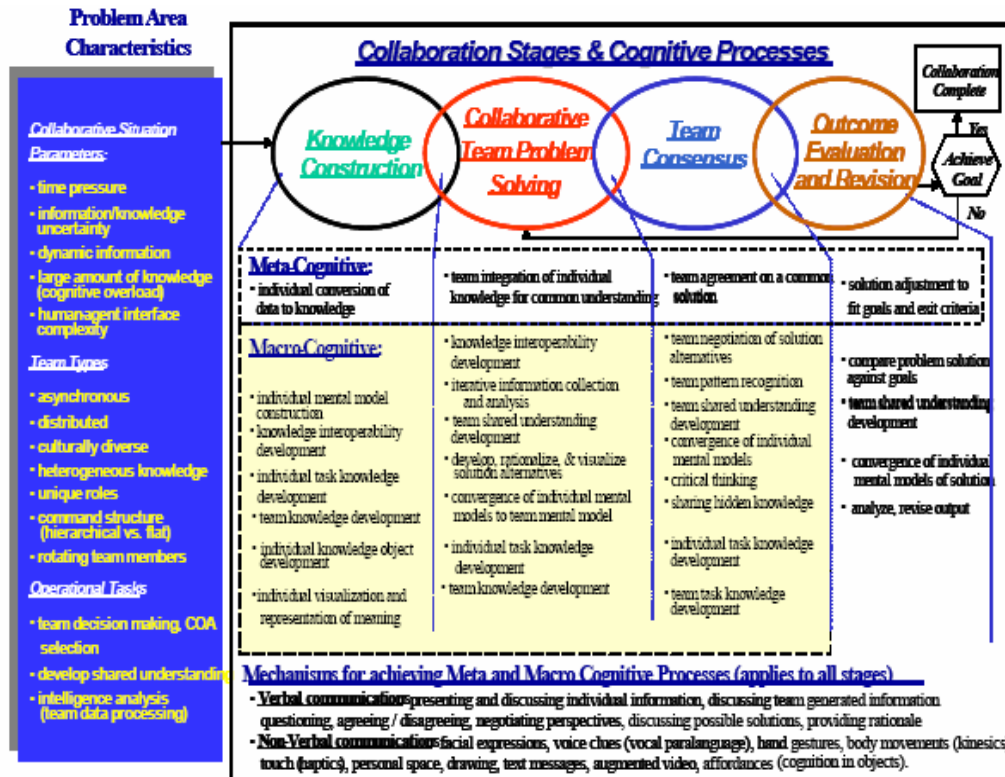 Problem Area
Characteristics
Collaborative Situation
Parameters:
• time pressure
• information/knowledge
uncertainty
• dynamic information
• large amount of knowledge
(cognitive overload)
• human-agent interface
complexity
Team Types
• asynchronous
• distributed
• culturally diverse
• heterogeneous knowledge
• unique roles
• command structure
(hierarchical vs. flat)
• rotating team members
Operational Tasks
• team decision making, COA
selection
• develop shared understanding
• intelligence analysis
(team data processing)
Collaboration Stages & Cognitive Processes
Knowledge
Construction
Collaborative
Team Problem
Solving
Team
Consensus
Outcome
Evaluation
and Revision
Collaboration
Complete
Yes
Achieve
Goal
No
Meta-Cognitive:
• individual conversion of
data to knowledge
• team integration of individual
knowledge for common understanding
• team agreement on a common
solution
• solution adjustment to
fit goals and exit criteria
Macro-Cognitive:
• individual mental model
construction
• knowledge interoperability
development
• individual task knowledge
development
• team knowledge development
• individual knowledge object
development
• individual visualization and
representation of meaning
• knowledge interoperability
development
• iterative information collection
and analysis
• team shared understanding
development
• develop, rationalize, & visualize
solution alternatives
• convergence of individual mental
models to team mental model
• individual task knowledge
development
• team knowledge development
• team negotiation of solution
alternatives
• team pattern recognition
• team shared understanding
development
• convergence of individual
mental models
• critical thinking
• sharing hidden knowledge
• individual task knowledge
development
• team task knowledge
development
• compare problem solution
against goals
• team shared understanding
development
• convergence of individual
mental models of solution
• analyze, revise output
Mechanisms for achieving Meta and Macro Cognitive Processes (applies to all stages)
• Verbal communications presenting and discussing individual information, discussing team generated information
questioning, agreeing / disagreeing, negotiating perspectives, discussing possible solutions, providing rationale
• Non-Verbal communications facial expressions, voice clues (vocal paralanguage), hand gestures, body movements (kinesics
touch (haptics), personal space, drawing, text messages, augmented video, affordances (cognition in objects).